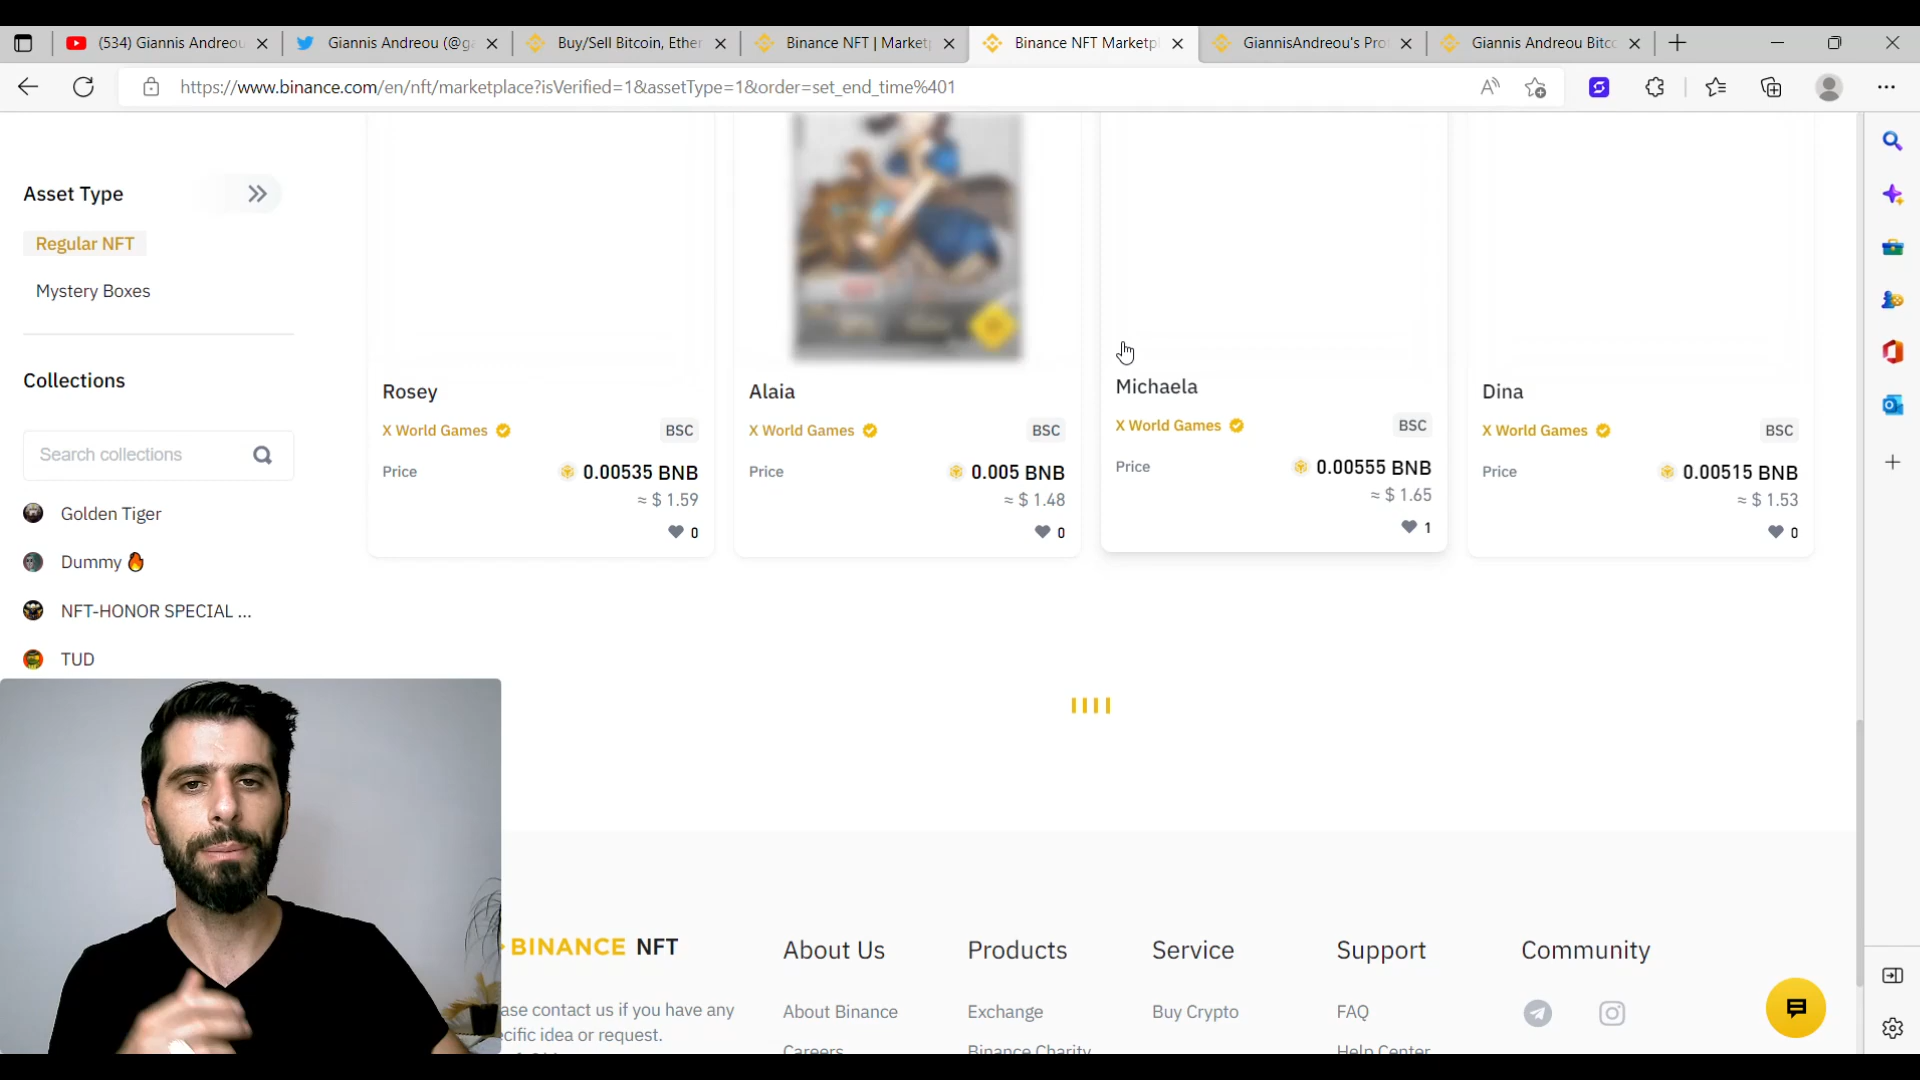 (534) Giannis Andreou
Giannis Andreou (@g
Buy/Sell Bitcoin, Ether
Binance NFT | Market
Binance NFT Marketpl
GiannisAndreou's Pro
Giannis Andreou Bitc
https://www.binance.com/en/nft/marketplace?isVerified=1&assetType=1&order=set_end_time%401
Asset Type
Regular NFT
Mystery Boxes
Collections
Search collections
Golden Tiger
Dummy 🔥
NFT-HONOR SPECIAL ...
TUD
Rosey
X World Games
BSC
Price
0.00535 BNB
≈ $ 1.59
0
Alaia
X World Games
BSC
Price
0.005 BNB
≈ $ 1.48
0
Michaela
X World Games
BSC
Price
0.00555 BNB
≈ $ 1.65
1
Dina
X World Games
BSC
Price
0.00515 BNB
≈ $ 1.53
0
BINANCE NFT
ase contact us if you have any
cific idea or request.
About Us
About Binance
Careers
Products
Exchange
Binance Charity
Service
Buy Crypto
Support
FAQ
Help Center
Community